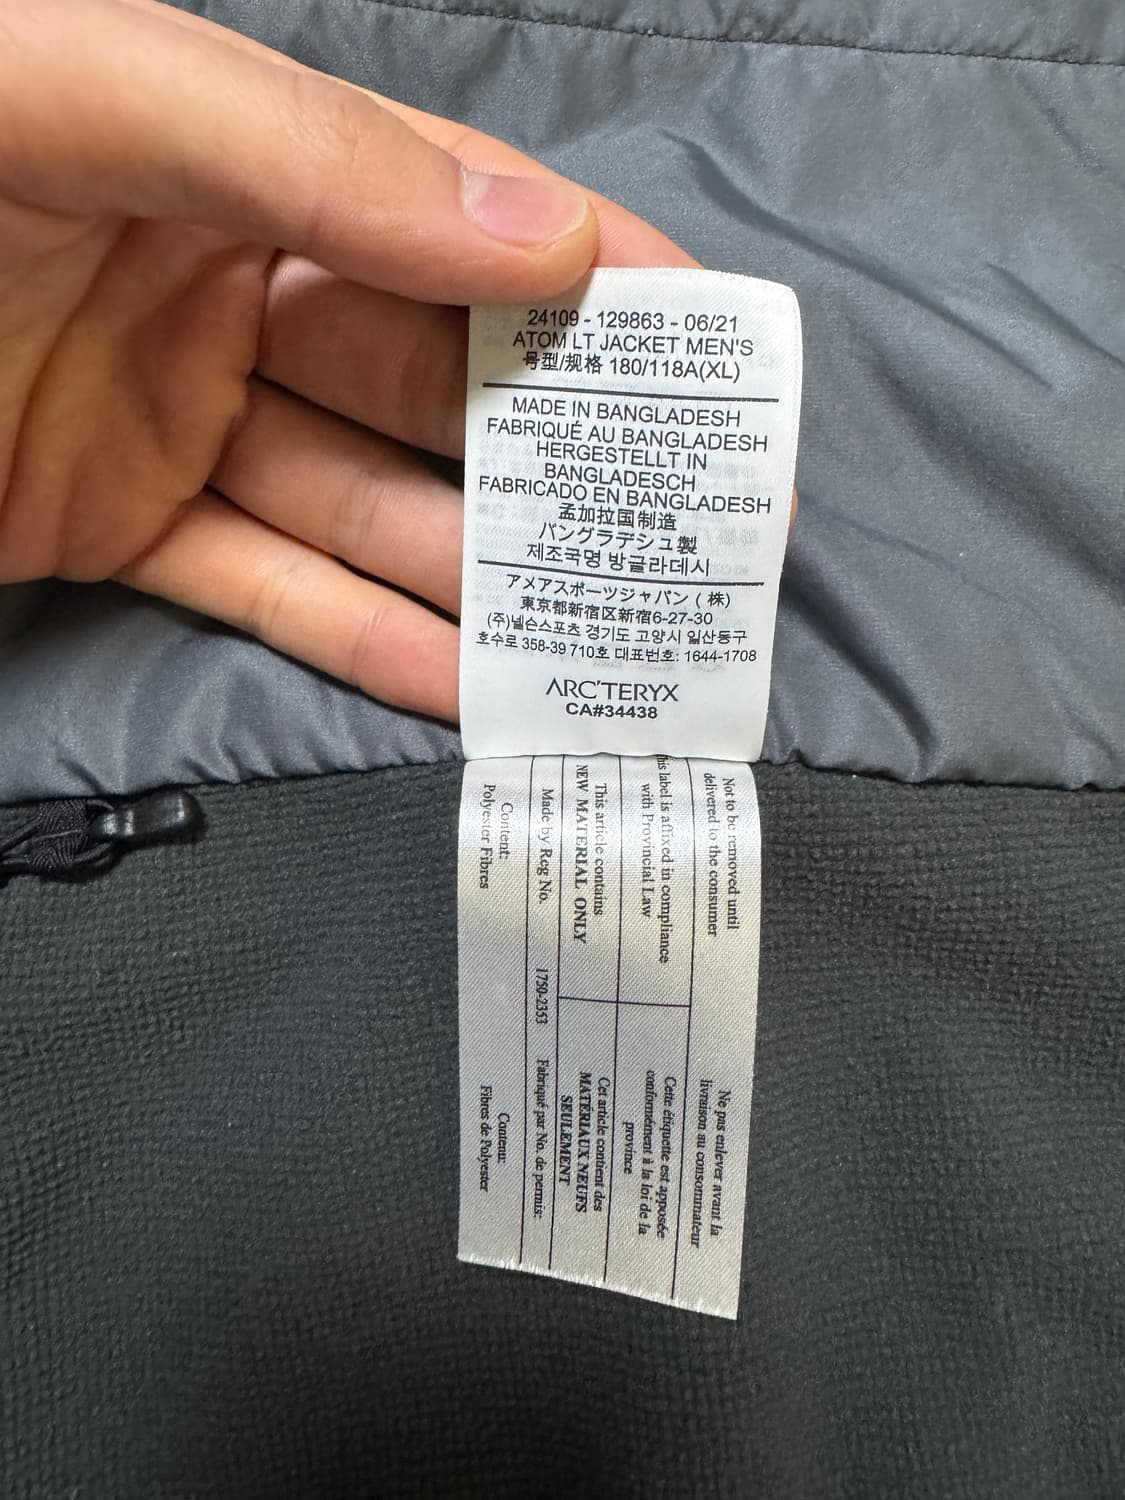 24109 - 129863 - 06/21
ATOM LT JACKET MEN'S
号型/规格 180/118A(XL)
MADE IN BANGLADESH
FABRIQUÉ AU BANGLADESH
HERGESTELLT IN
BANGLADESCH
FABRICADO EN BANGLADESH
孟加拉国制造
バングラデシュ製
제조국명 방글라데시
アメアスポーツジャパン ( 株)
東京都新宿区新宿6-27-30
(주)넬슨스포츠 경기도 고양시 일산동구
호수로 358-39 710호 대표번호: 1644-1708
ARC'TERYX
CA#34438
Not to be removed until
delivered to the consumer
Ne pas enlever avant la
livraison au consommateur
his label is affixed in compliance
with Provincial Law
Cette étiquette est apposée
conformément à la loi de la
province
This article contains
NEW MATERIAL ONLY
Cet article contient des
MATÉRIAUX NEUFS
SEULEMENT
Made by Reg No. 1750-2353 Fabriqué par No. de permis:
Content:
Polyester Fibres
Contenu:
Fibres de Polyester